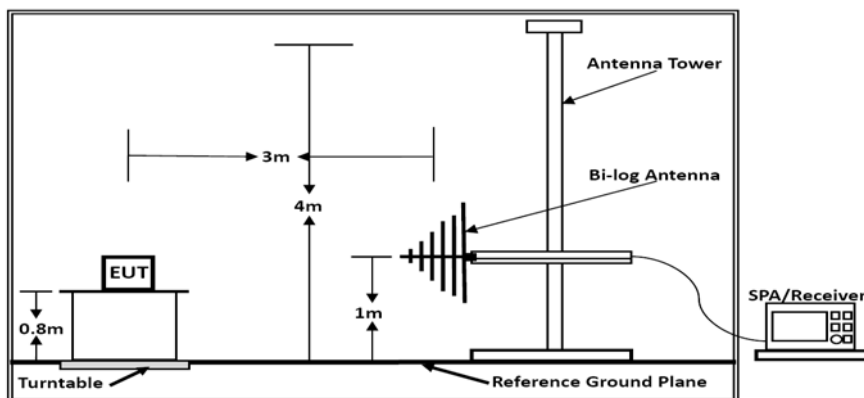 Antenna Tower
3m
Bi-log Antenna
4m
EUT
SPA/Receiver
0.8m
1m
Turntable
Reference Ground Plane